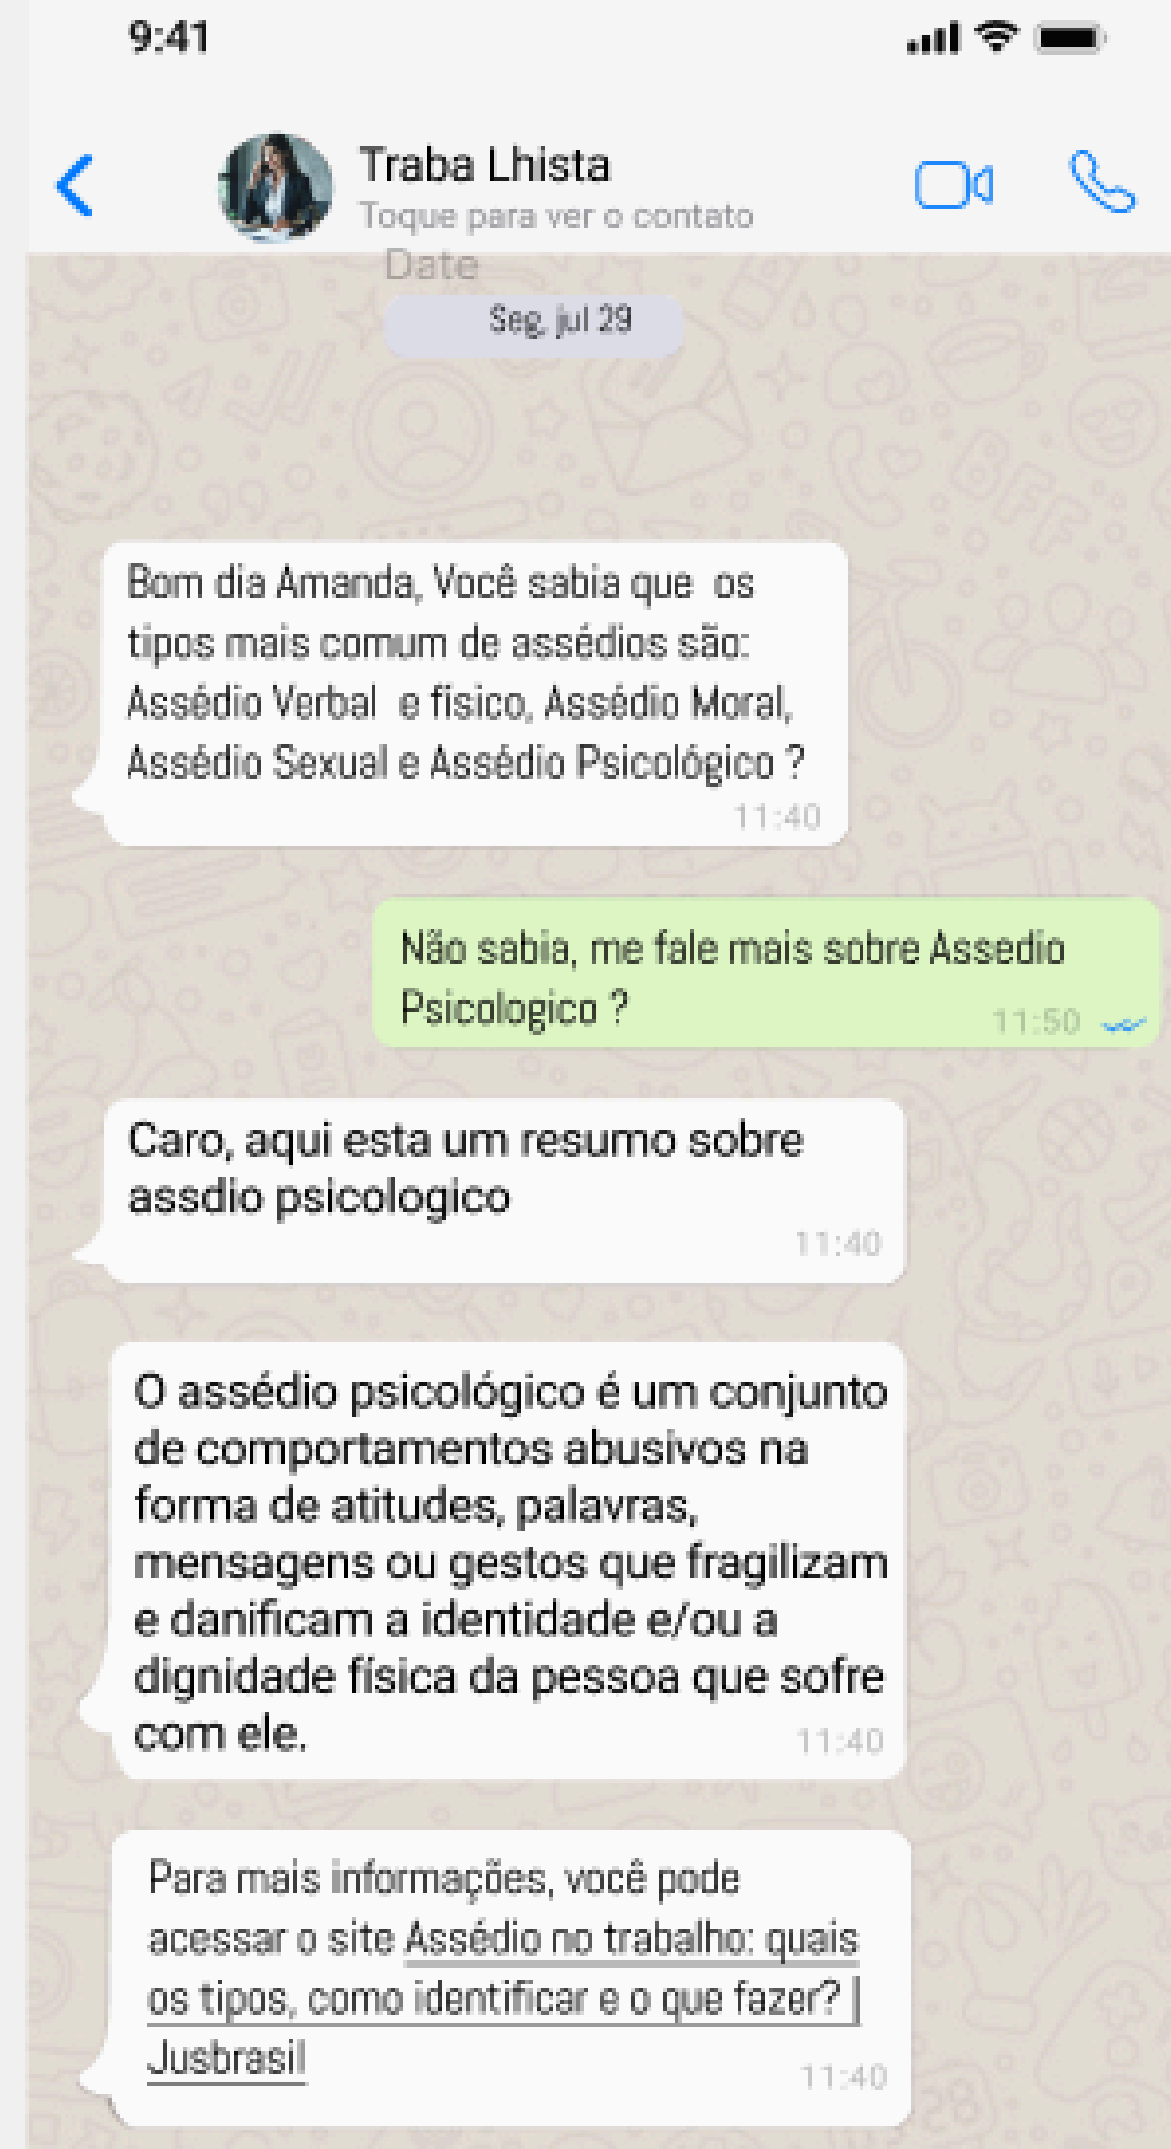 9:41
Traba Lhista
Toque para ver o contato
Date
Seg, jul 29
Bom dia Amanda, Você sabia que os
tipos mais comum de assédios são:
Assédio Verbal e físico, Assédio Moral,
Assédio Sexual e Assédio Psicológico ?
11:40
Não sabia, me fale mais sobre Assedio
Psicologico ?
11:50
Caro, aqui esta um resumo sobre
assdio psicologico
11:40
O assédio psicológico é um conjunto
de comportamentos abusivos na
forma de atitudes, palavras,
mensagens ou gestos que fragilizam
e danificam a identidade e/ou a
dignidade física da pessoa que sofre
com ele.
11:40
Para mais informações, você pode
acessar o site Assédio no trabalho: quais
os tipos, como identificar e o que fazer? |
Jusbrasil
11:40